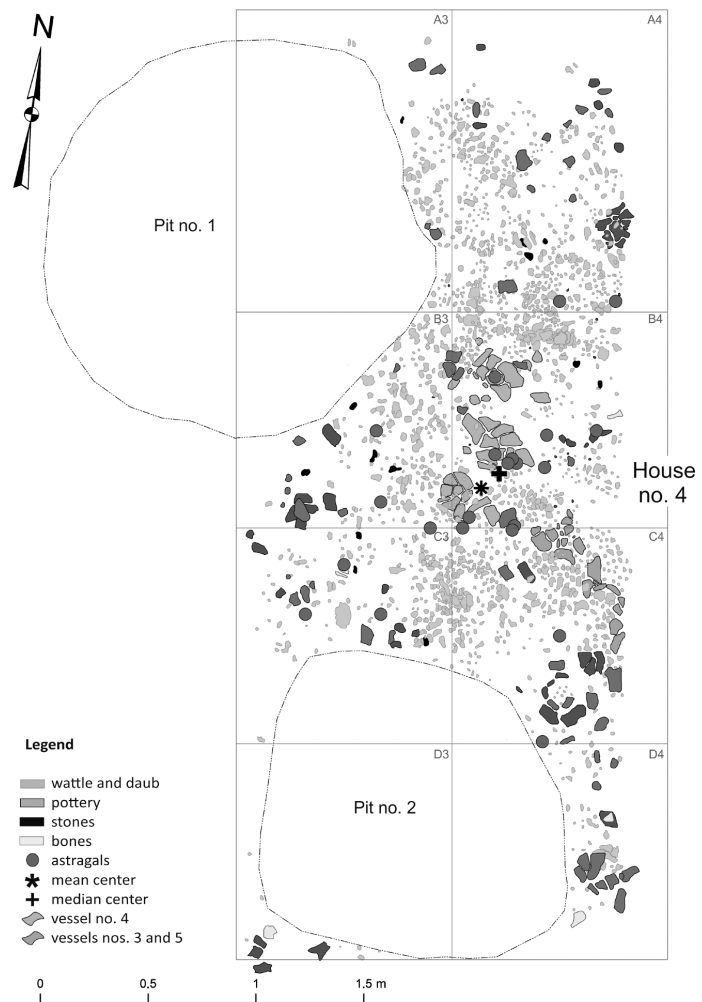 N
A3
A4
Pit no. 1
B3
B4
House
no. 4
C3
C4
D3
D4
Legend
wattle and daub
pottery
stones
bones
astragals
mean center
median center
vessel no. 4
vessels nos. 3 and 5
Pit no. 2
0 0,5 1 1.5 m